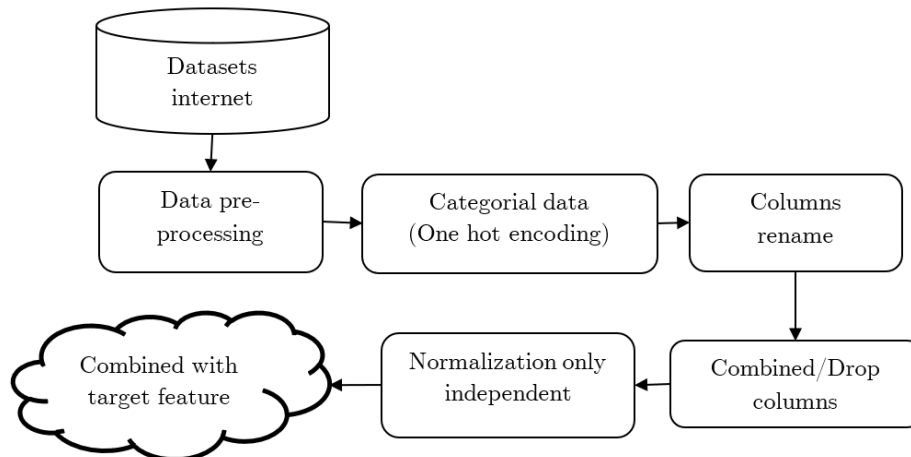 Datasets
internet
Data pre-
processing
Categorial data
(One hot encoding)
Columns
rename
Combined/Drop
columns
Normalization only
independent
Combined with
target feature